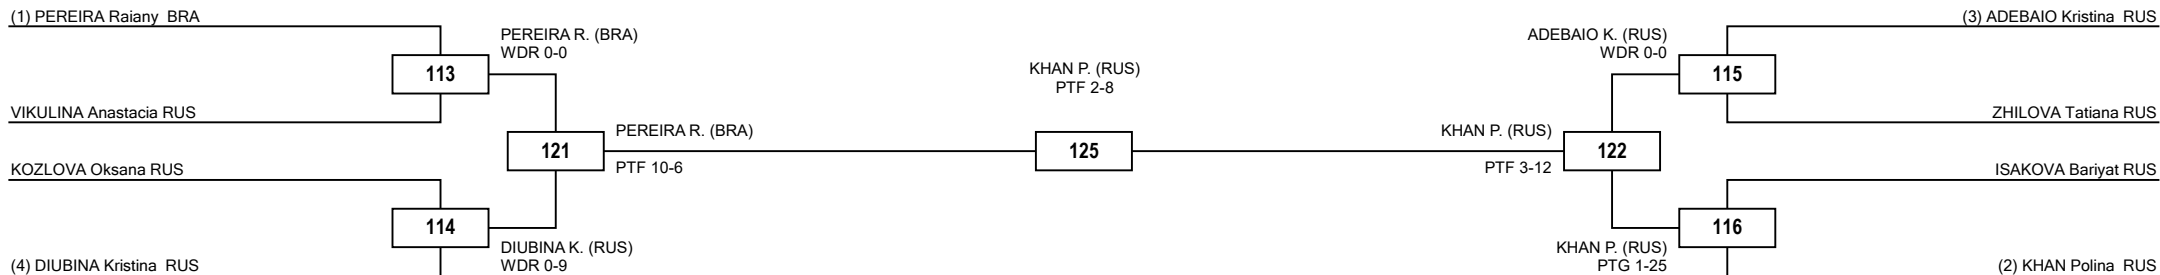 (1) PEREIRA Raiany BRA
PEREIRA R. (BRA)
WDR 0-0
113
VIKULINA Anastacia RUS
121
PEREIRA R. (BRA)
PTF 10-6
KOZLOVA Oksana RUS
114
DIUBINA K. (RUS)
WDR 0-9
(4) DIUBINA Kristina RUS
KHAN P. (RUS)
PTF 2-8
125
(3) ADEBAIO Kristina RUS
ADEBAIO K. (RUS)
WDR 0-0
115
ZHILOVA Tatiana RUS
KHAN P. (RUS)
122
PTF 3-12
ISAKOVA Bariyat RUS
116
KHAN P. (RUS)
PTG 1-25
(2) KHAN Polina RUS